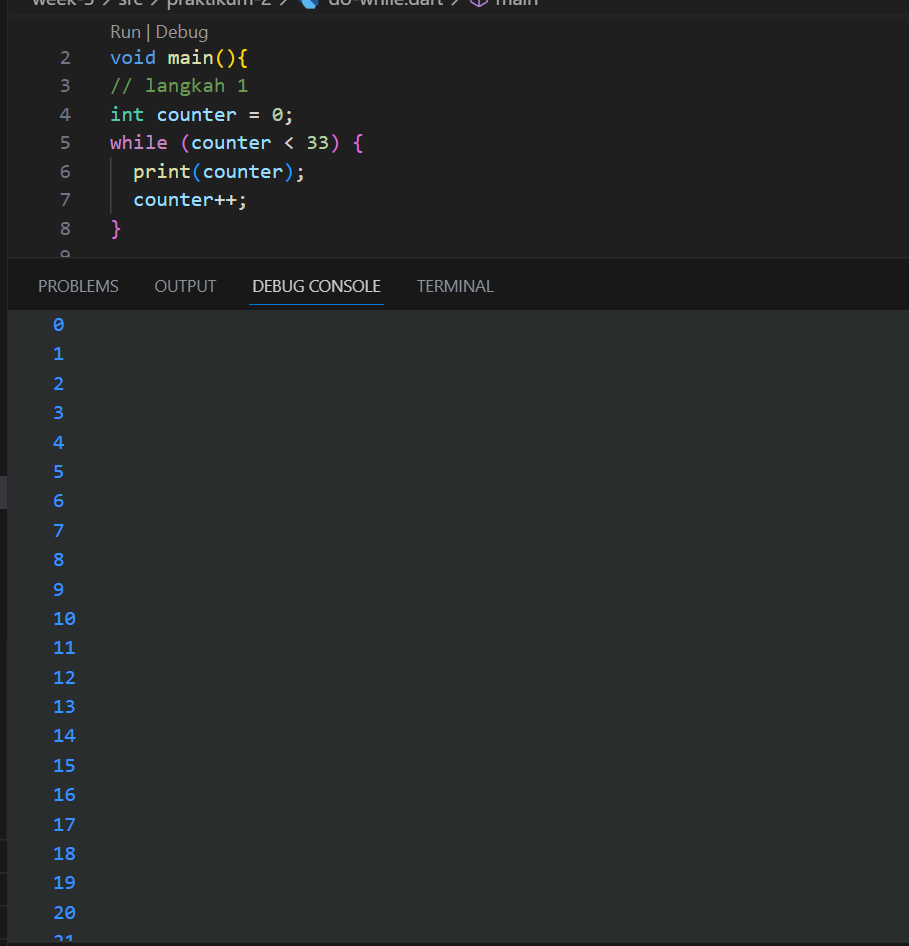 week-3 > src > praktikum-2 > do-while.dart > main
Run | Debug
2 void main(){
3 // langkah 1
4 int counter = 0;
5 while (counter < 33) {
6 print(counter);
7 counter++;
8 }
9
PROBLEMS OUTPUT DEBUG CONSOLE TERMINAL
0
1
2
3
4
5
6
7
8
9
10
11
12
13
14
15
16
17
18
19
20
21